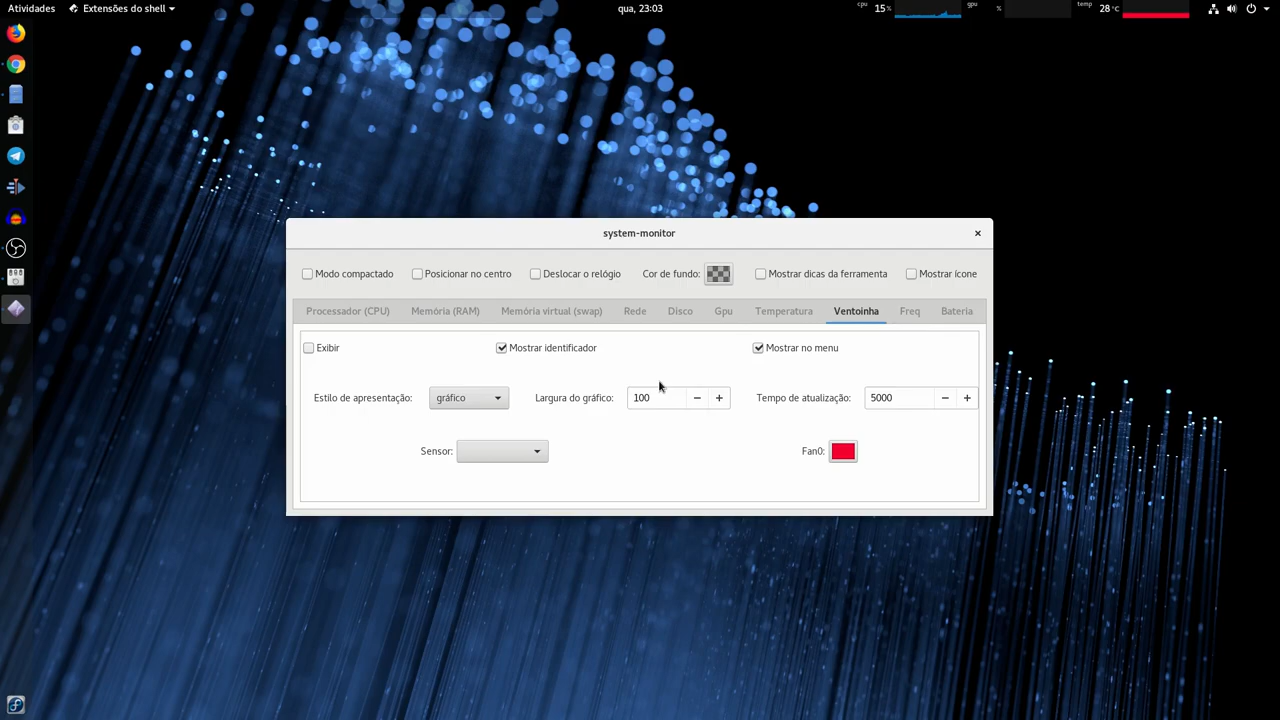 Atividades Extensões do shell qua, 23:03 cpu 15 % gpu % temp 28 °C
system-monitor ×
Modo compactado Posicionar no centro Deslocar o relógio Cor de fundo: Mostrar dicas da ferramenta Mostrar ícone
Processador (CPU) Memória (RAM) Memória virtual (swap) Rede Disco Gpu Temperatura Ventoinha Freq Bateria
Exibir Mostrar identificador Mostrar no menu
Estilo de apresentação: gráfico Largura do gráfico: 100 − + Tempo de atualização: 5000 − +
Sensor: Fan0: